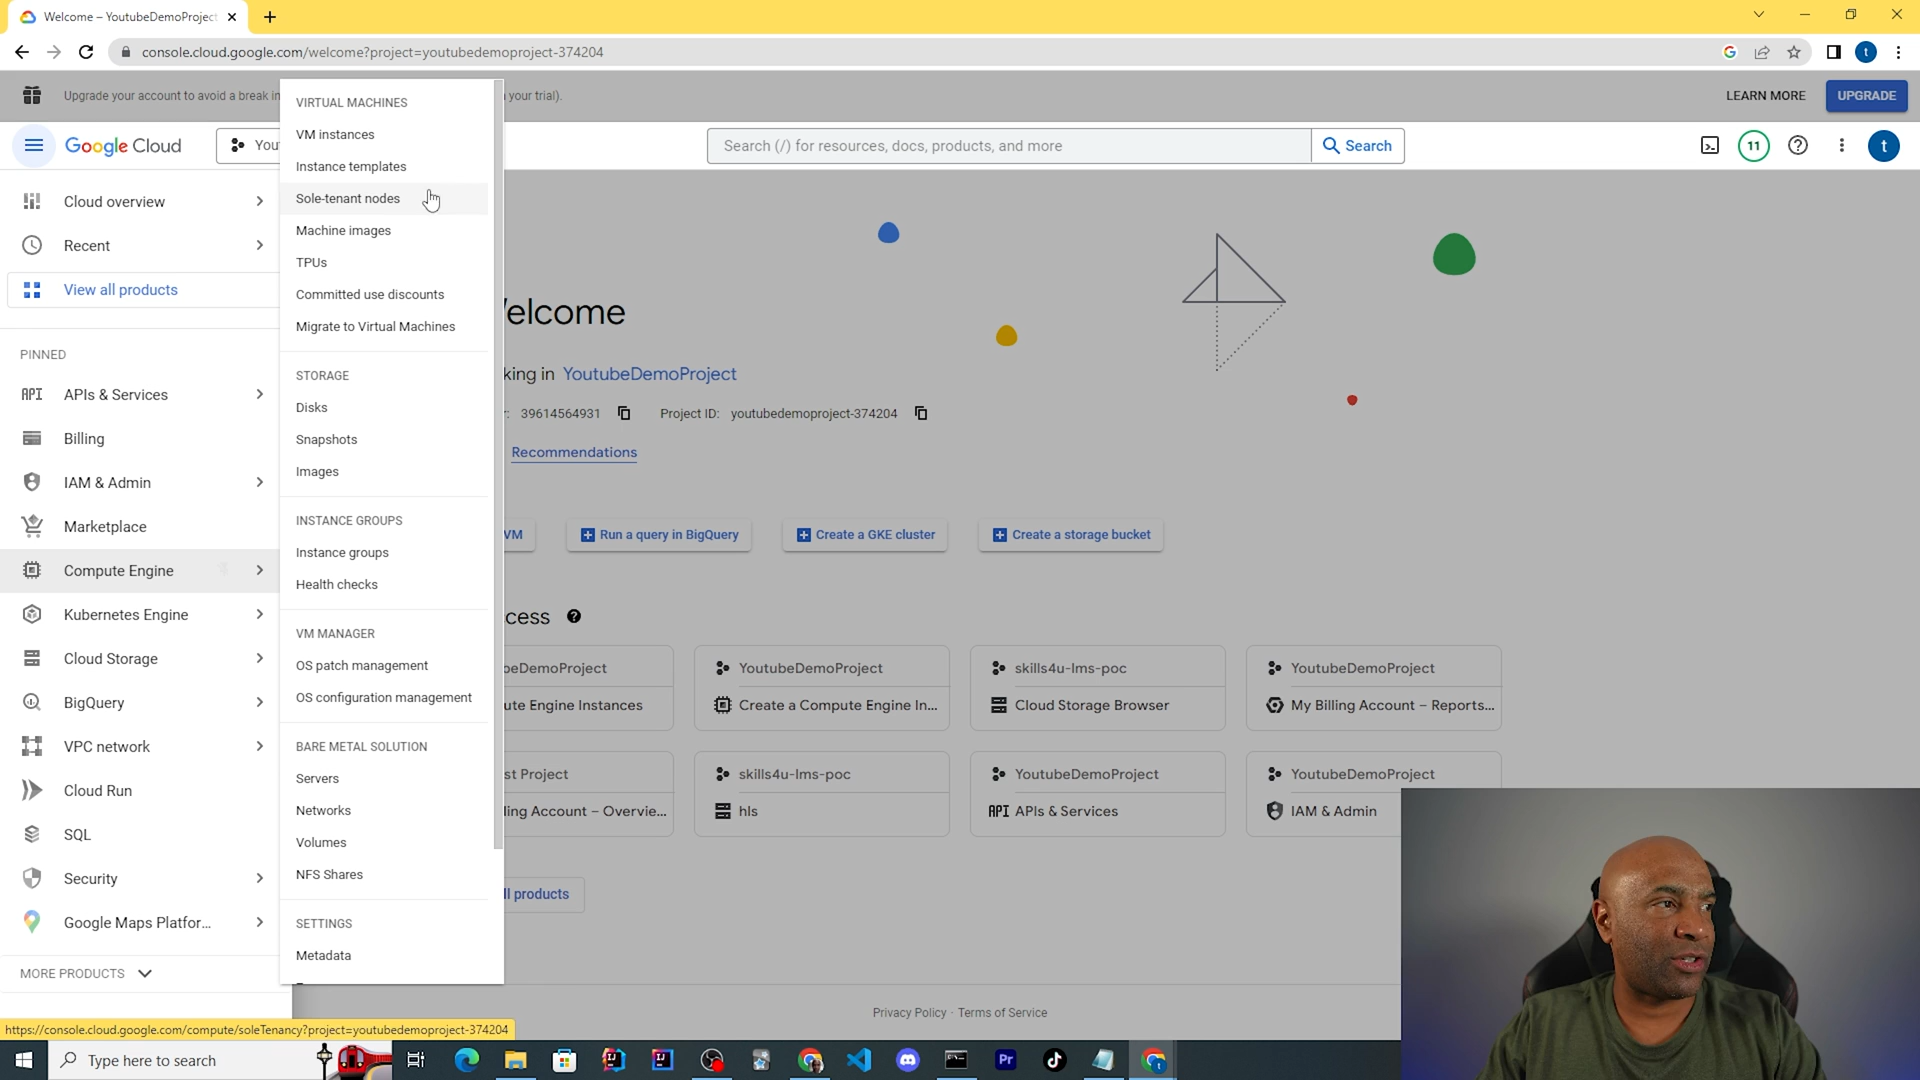 Welcome – YoutubeDemoProject
console.cloud.google.com/welcome?project=youtubedemoproject-374204
t
Upgrade your account to avoid a break in
your trial).
LEARN MORE
UPGRADE
Google Cloud
You
Search (/) for resources, docs, products, and more
Search
11
t
Cloud overview
Recent
View all products
PINNED
API APIs & Services
Billing
IAM & Admin
Marketplace
Compute Engine
Kubernetes Engine
Cloud Storage
BigQuery
VPC network
Cloud Run
SQL
Security
Google Maps Platfor...
MORE PRODUCTS
VIRTUAL MACHINES
VM instances
Instance templates
Sole-tenant nodes
Machine images
TPUs
Committed use discounts
Migrate to Virtual Machines
STORAGE
Disks
Snapshots
Images
INSTANCE GROUPS
Instance groups
Health checks
VM MANAGER
OS patch management
OS configuration management
BARE METAL SOLUTION
Servers
Networks
Volumes
NFS Shares
SETTINGS
Metadata
elcome
king in YoutubeDemoProject
r: 39614564931 Project ID: youtubedemoproject-374204
Recommendations
VM
Run a query in BigQuery
Create a GKE cluster
Create a storage bucket
cess
beDemoProject
ute Engine Instances
YoutubeDemoProject
Create a Compute Engine In...
skills4u-lms-poc
Cloud Storage Browser
YoutubeDemoProject
My Billing Account – Reports...
st Project
ling Account – Overvie...
skills4u-lms-poc
hls
YoutubeDemoProject
API APIs & Services
YoutubeDemoProject
IAM & Admin
ll products
Privacy Policy · Terms of Service
https://console.cloud.google.com/compute/soleTenancy?project=youtubedemoproject-374204
Type here to search
Pr